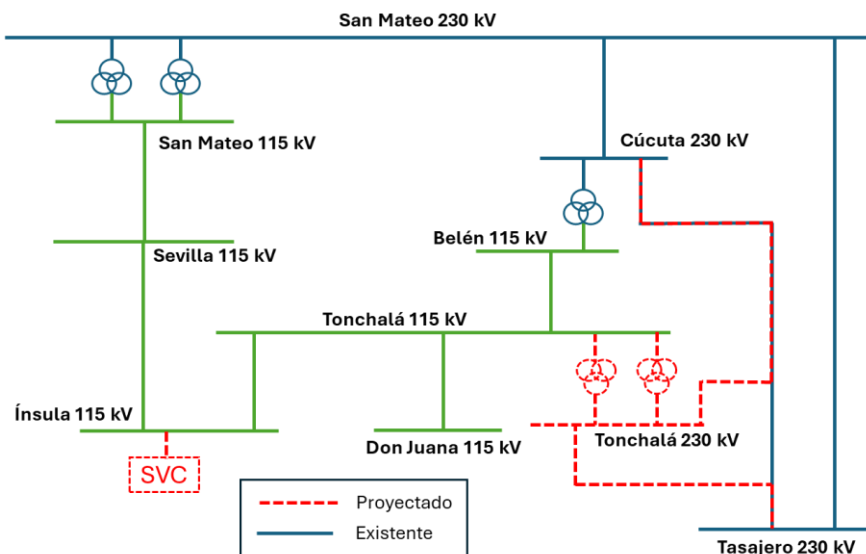 San Mateo 230 kV
San Mateo 115 kV
Cúcuta 230 kV
Belén 115 kV
Sevilla 115 kV
Tonchalá 115 kV
Ínsula 115 kV
Don Juana 115 kV
Tonchalá 230 kV
SVC
Proyectado
Existente
Tasajero 230 kV